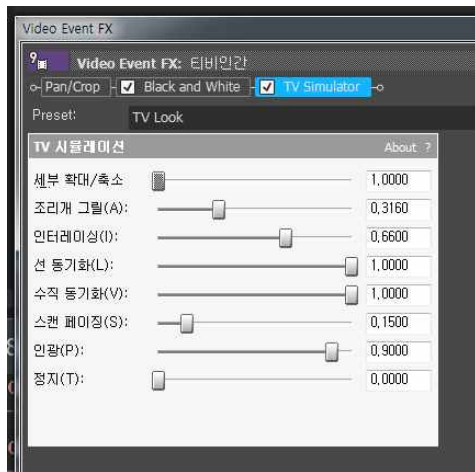 Video Event FX
9 Video Event FX: 티비인간
Pan/Crop Black and White TV Simulator
Preset: TV Look
TV 시뮬레이션 About ?
세부 확대/축소 1,0000
조리개 그릴(A): 0,3160
인터레이싱(I): 0,6600
선 동기화(L): 1,0000
수직 동기화(V): 1,0000
스캔 페이징(S): 0,1500
인광(P): 0,9000
정지(T): 0,0000